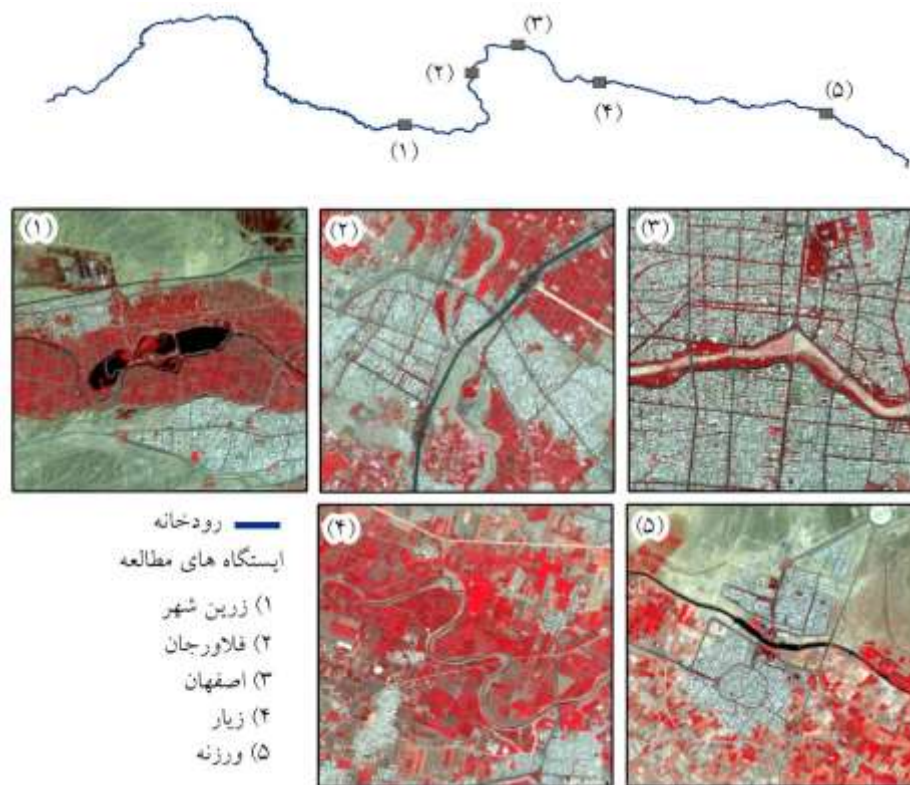 (۳)
(۲)
(۴)
(۵)
(۱)
(۱)
(۲)
(۳)
(۴)
(۵)
رودخانه
ایستگاه های مطالعه
۱) زرین شهر
۲) فلاورجان
۳) اصفهان
۴) زیار
۵) ورزنه